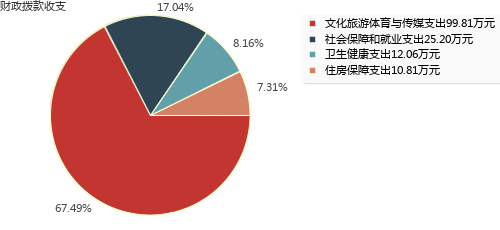 财政拨款收支
17.04%
8.16%
7.31%
67.49%
文化旅游体育与传媒支出99.81万元
社会保障和就业支出25.20万元
卫生健康支出12.06万元
住房保障支出10.81万元